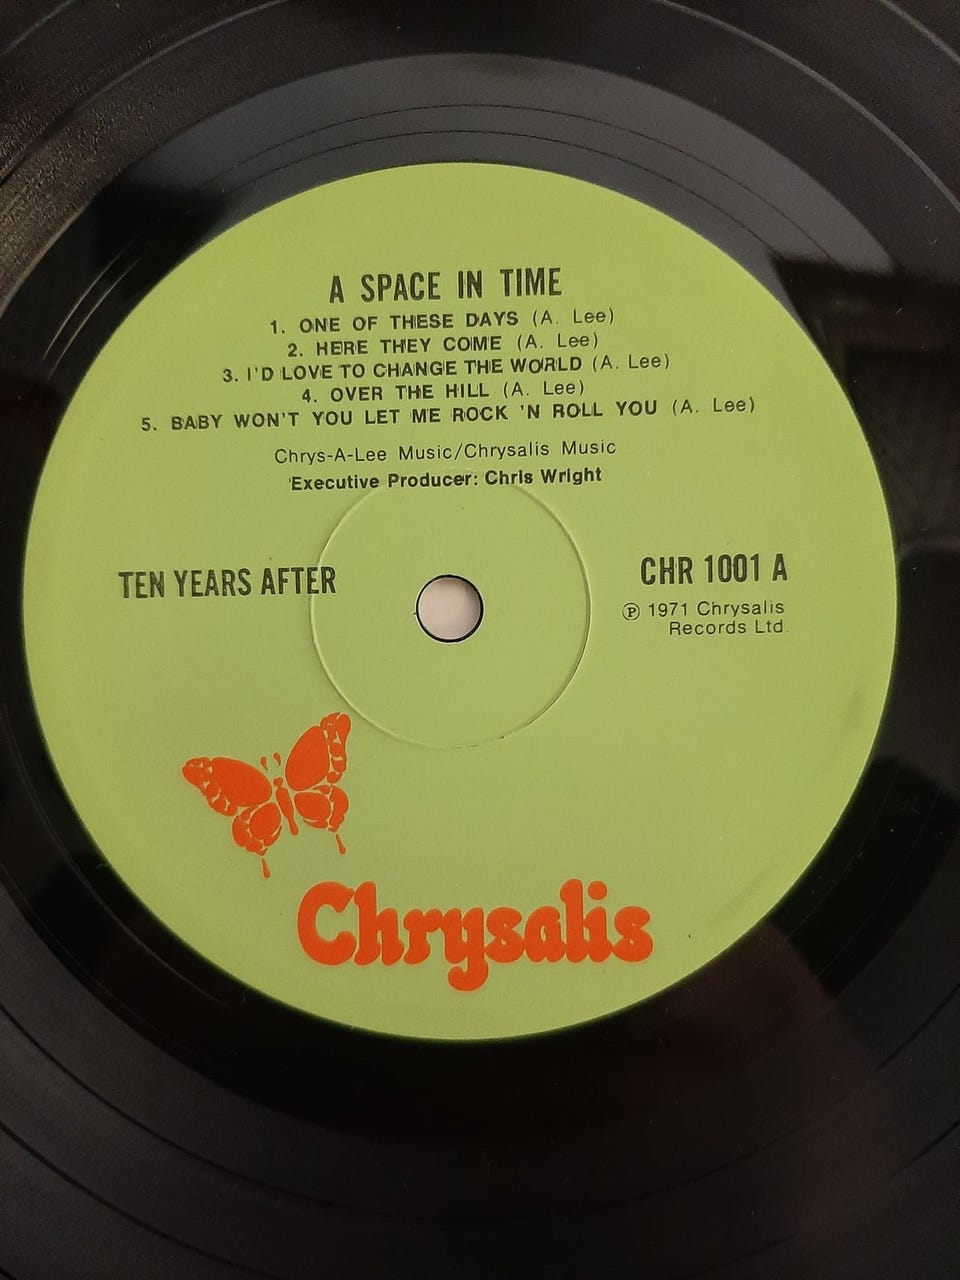 A SPACE IN TIME
1. ONE OF THESE DAYS (A. Lee)
2. HERE THEY COME (A. Lee)
3. I'D LOVE TO CHANGE THE WORLD (A. Lee)
4. OVER THE HILL (A. Lee)
5. BABY WON'T YOU LET ME ROCK 'N ROLL YOU (A. Lee)
Chrys-A-Lee Music/Chrysalis Music
Executive Producer: Chris Wright
TEN YEARS AFTER
CHR 1001 A
℗ 1971 Chrysalis
Records Ltd.
Chrysalis